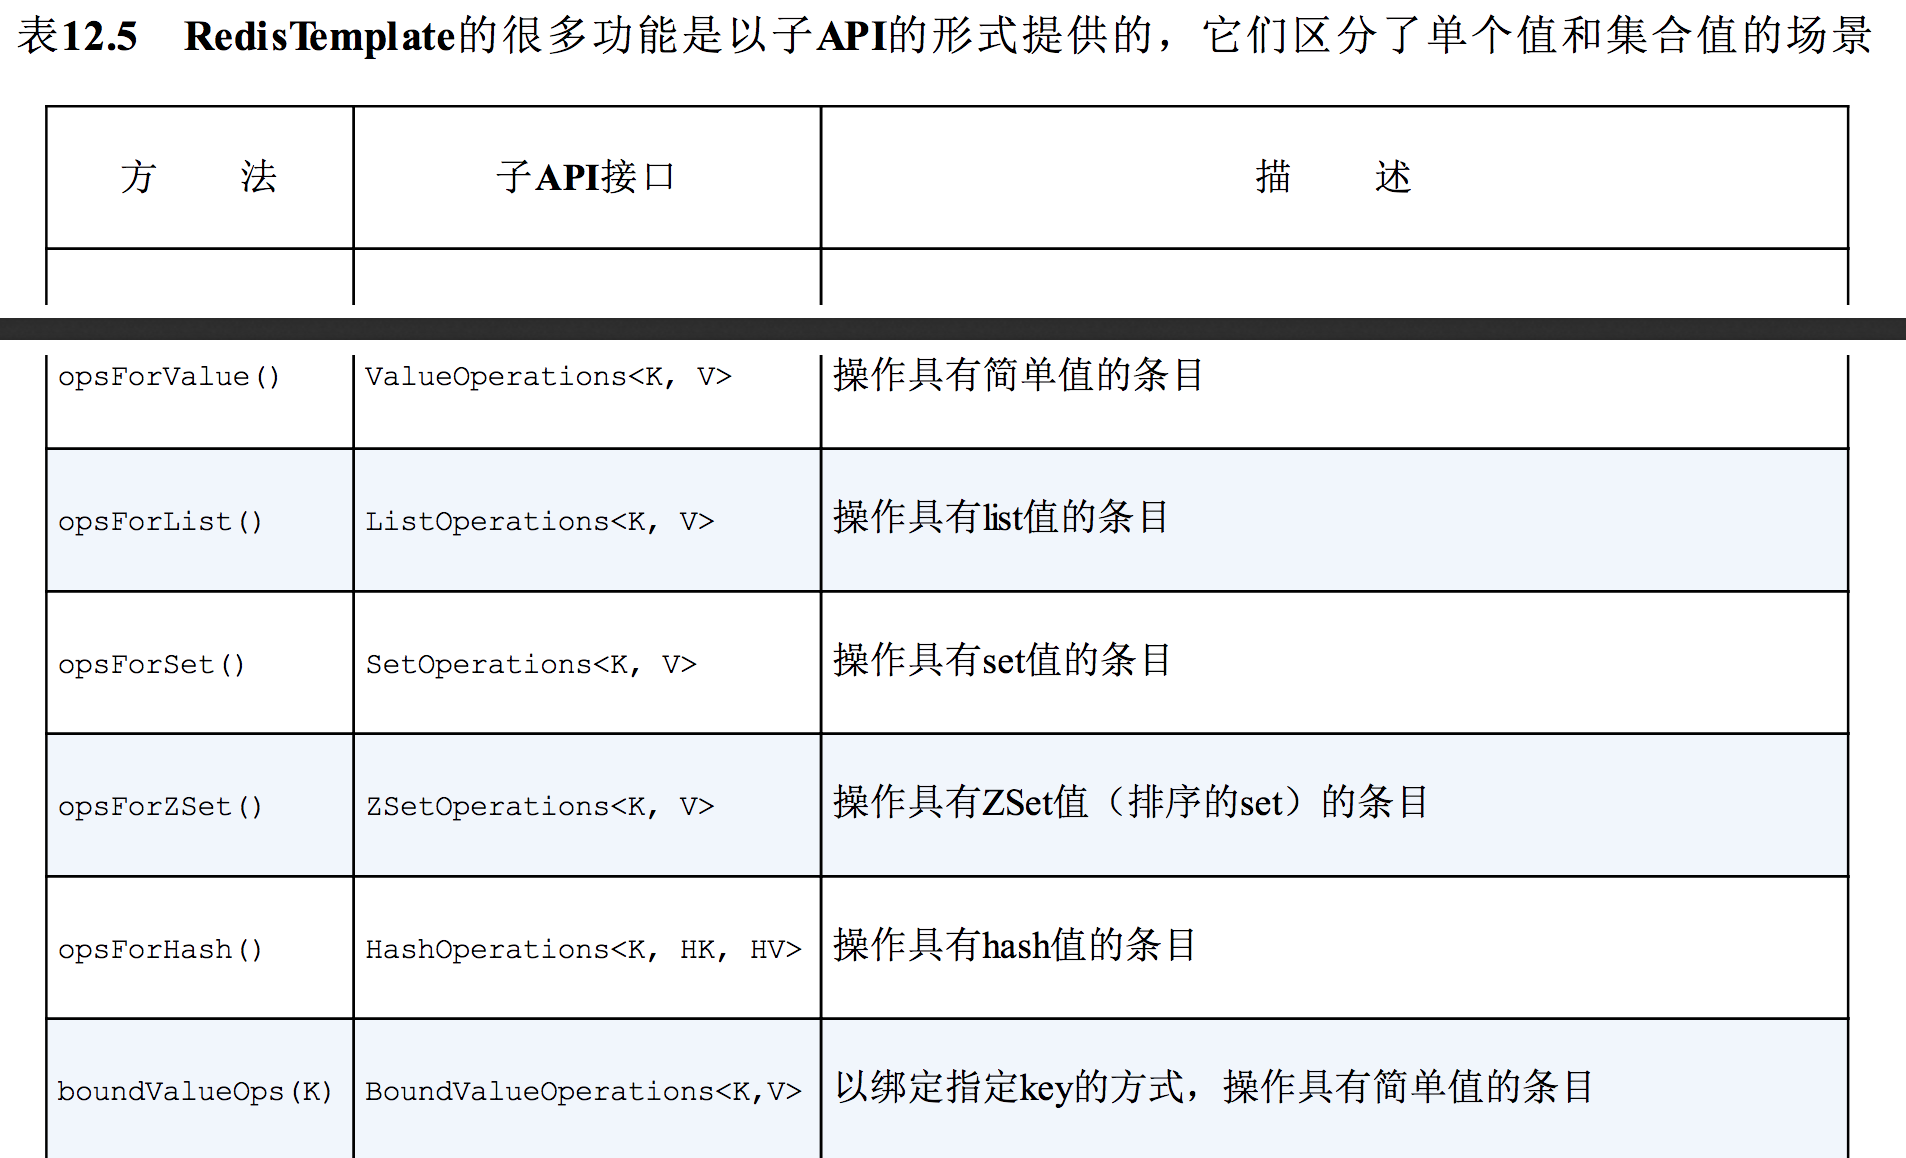 表12.5 RedisTemplate的很多功能是以子API的形式提供的，它们区分了单个值和集合值的场景
方 法 子API接口 描 述
opsForValue() ValueOperations<K, V> 操作具有简单值的条目
opsForList() ListOperations<K, V> 操作具有list值的条目
opsForSet() SetOperations<K, V> 操作具有set值的条目
opsForZSet() ZSetOperations<K, V> 操作具有ZSet值（排序的set）的条目
opsForHash() HashOperations<K, HK, HV> 操作具有hash值的条目
boundValueOps(K) BoundValueOperations<K,V> 以绑定指定key的方式，操作具有简单值的条目